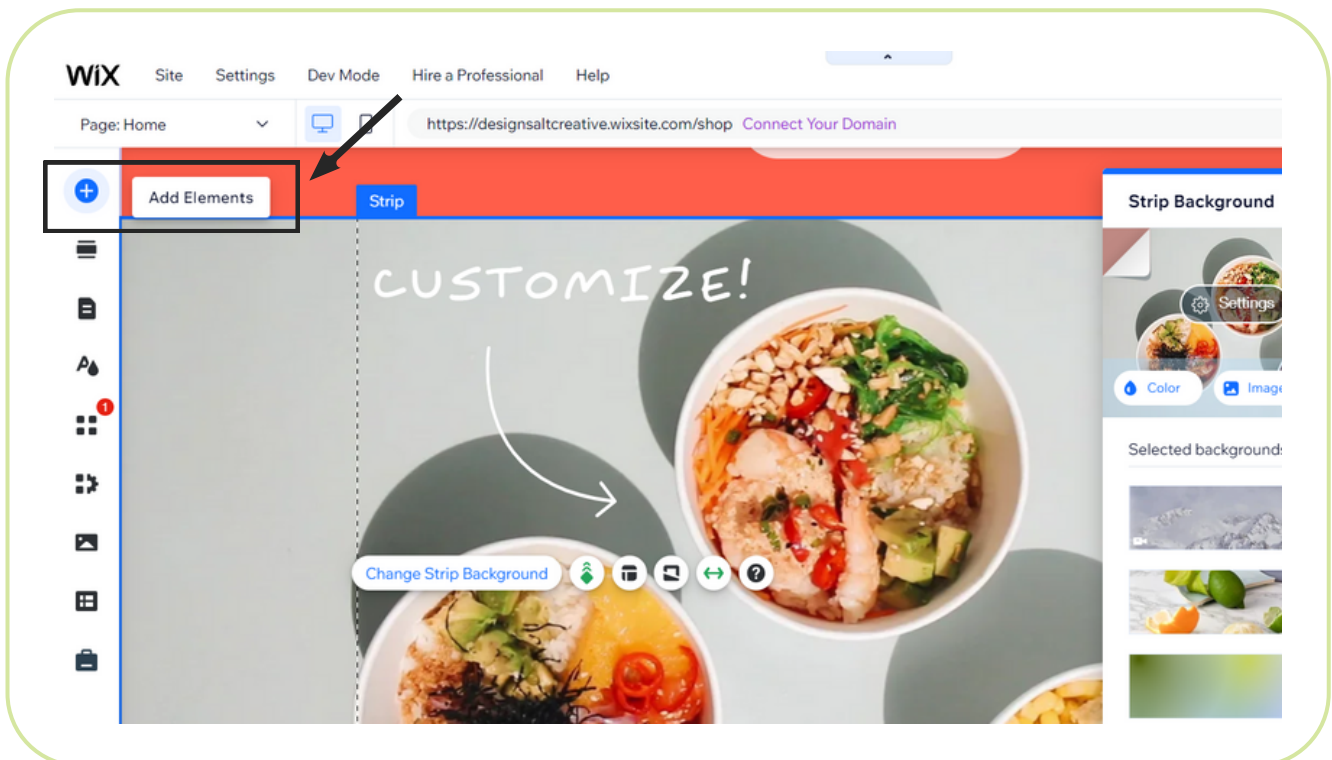 WiX Site Settings Dev Mode Hire a Professional Help
Page: Home https://designsaltcreative.wixsite.com/shop Connect Your Domain
Add Elements
Strip
Strip Background
CUSTOMIZE!
Settings
1
Color Image
Selected backgrounds
Change Strip Background ?